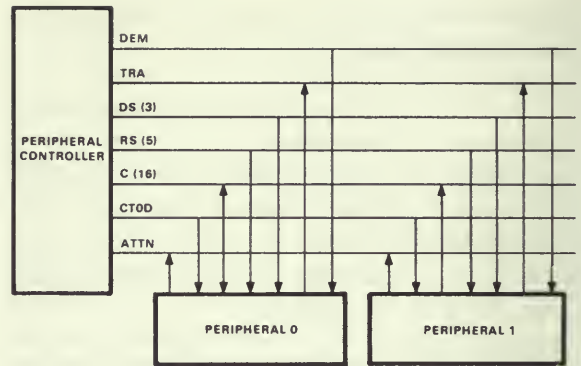 DEM
TRA
DS (3)
RS (5)
C (16)
CTOD
ATTN
PERIPHERAL
CONTROLLER
PERIPHERAL 0
PERIPHERAL 1